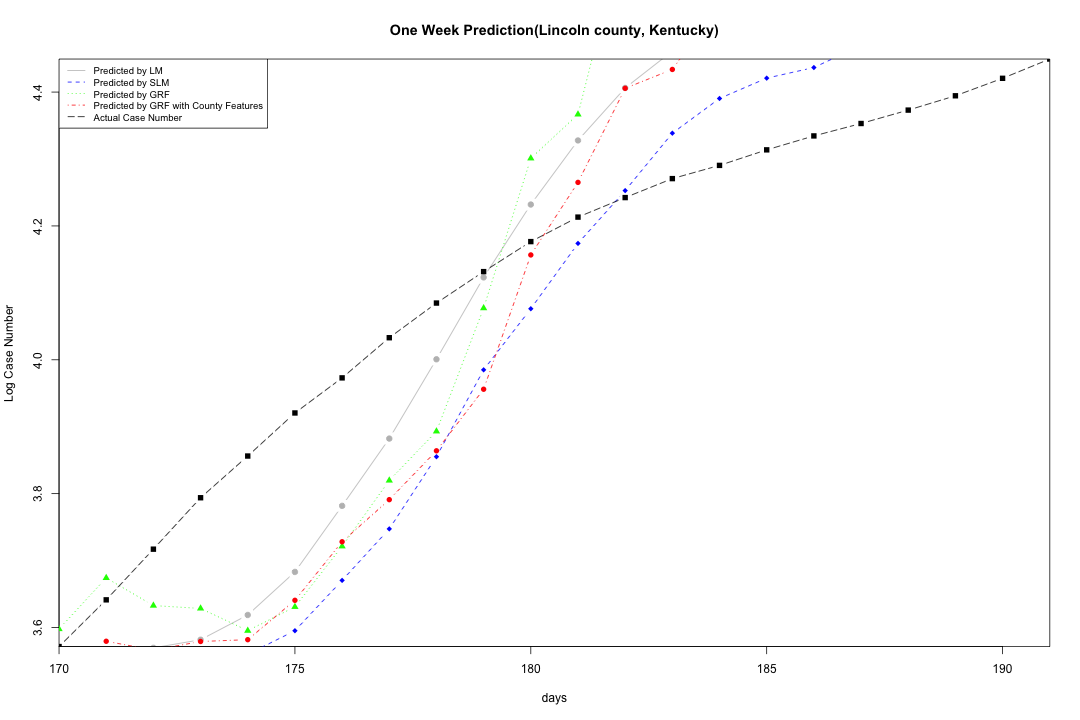 One Week Prediction(Lincoln county, Kentucky)
Predicted by LM
Predicted by SLM
Predicted by GRF
Predicted by GRF with County Features
Actual Case Number
Log Case Number
4.4
4.2
4.0
3.8
3.6
170 175 180 185 190
days